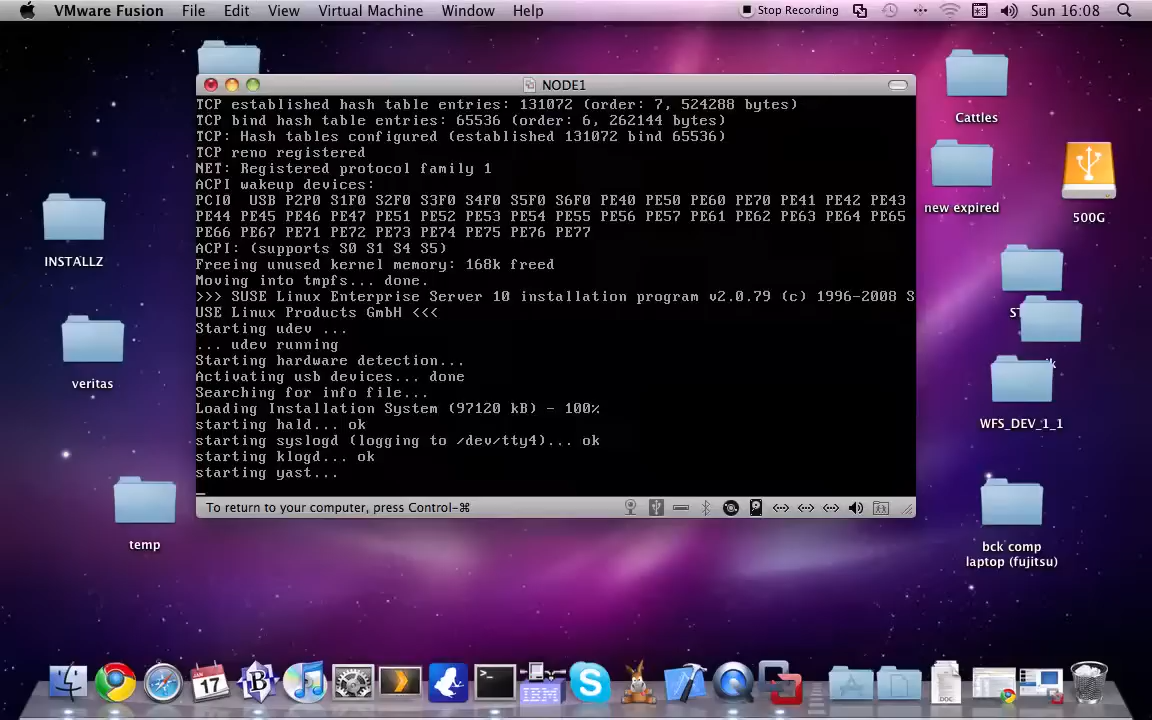 VMware Fusion File Edit View Virtual Machine Window Help Stop Recording Sun 16:08
NODE1
TCP established hash table entries: 131072 (order: 7, 524288 bytes)
TCP bind hash table entries: 65536 (order: 6, 262144 bytes)
TCP: Hash tables configured (established 131072 bind 65536)
TCP reno registered
NET: Registered protocol family 1
ACPI wakeup devices:
PCI0  USB P2P0 S1F0 S2F0 S3F0 S4F0 S5F0 S6F0 PE40 PE50 PE60 PE70 PE41 PE42 PE43
PE44 PE45 PE46 PE47 PE51 PE52 PE53 PE54 PE55 PE56 PE57 PE61 PE62 PE63 PE64 PE65
PE66 PE67 PE71 PE72 PE73 PE74 PE75 PE76 PE77
ACPI: (supports S0 S1 S4 S5)
Freeing unused kernel memory: 168k freed
Moving into tmpfs... done.
>>> SUSE Linux Enterprise Server 10 installation program v2.0.79 (c) 1996-2008 S
USE Linux Products GmbH <<<
Starting udev ...
... udev running
Starting hardware detection...
Activating usb devices... done
Searching for info file...
Loading Installation System (97120 kB) - 100%
starting hald... ok
starting syslogd (logging to /dev/tty4)... ok
starting klogd... ok
starting yast...
To return to your computer, press Control-⌘
INSTALLZ
veritas
temp
Cattles
new expired
500G
WFS_DEV_1_1
bck comp
laptop (fujitsu)
JAN
17
DOC